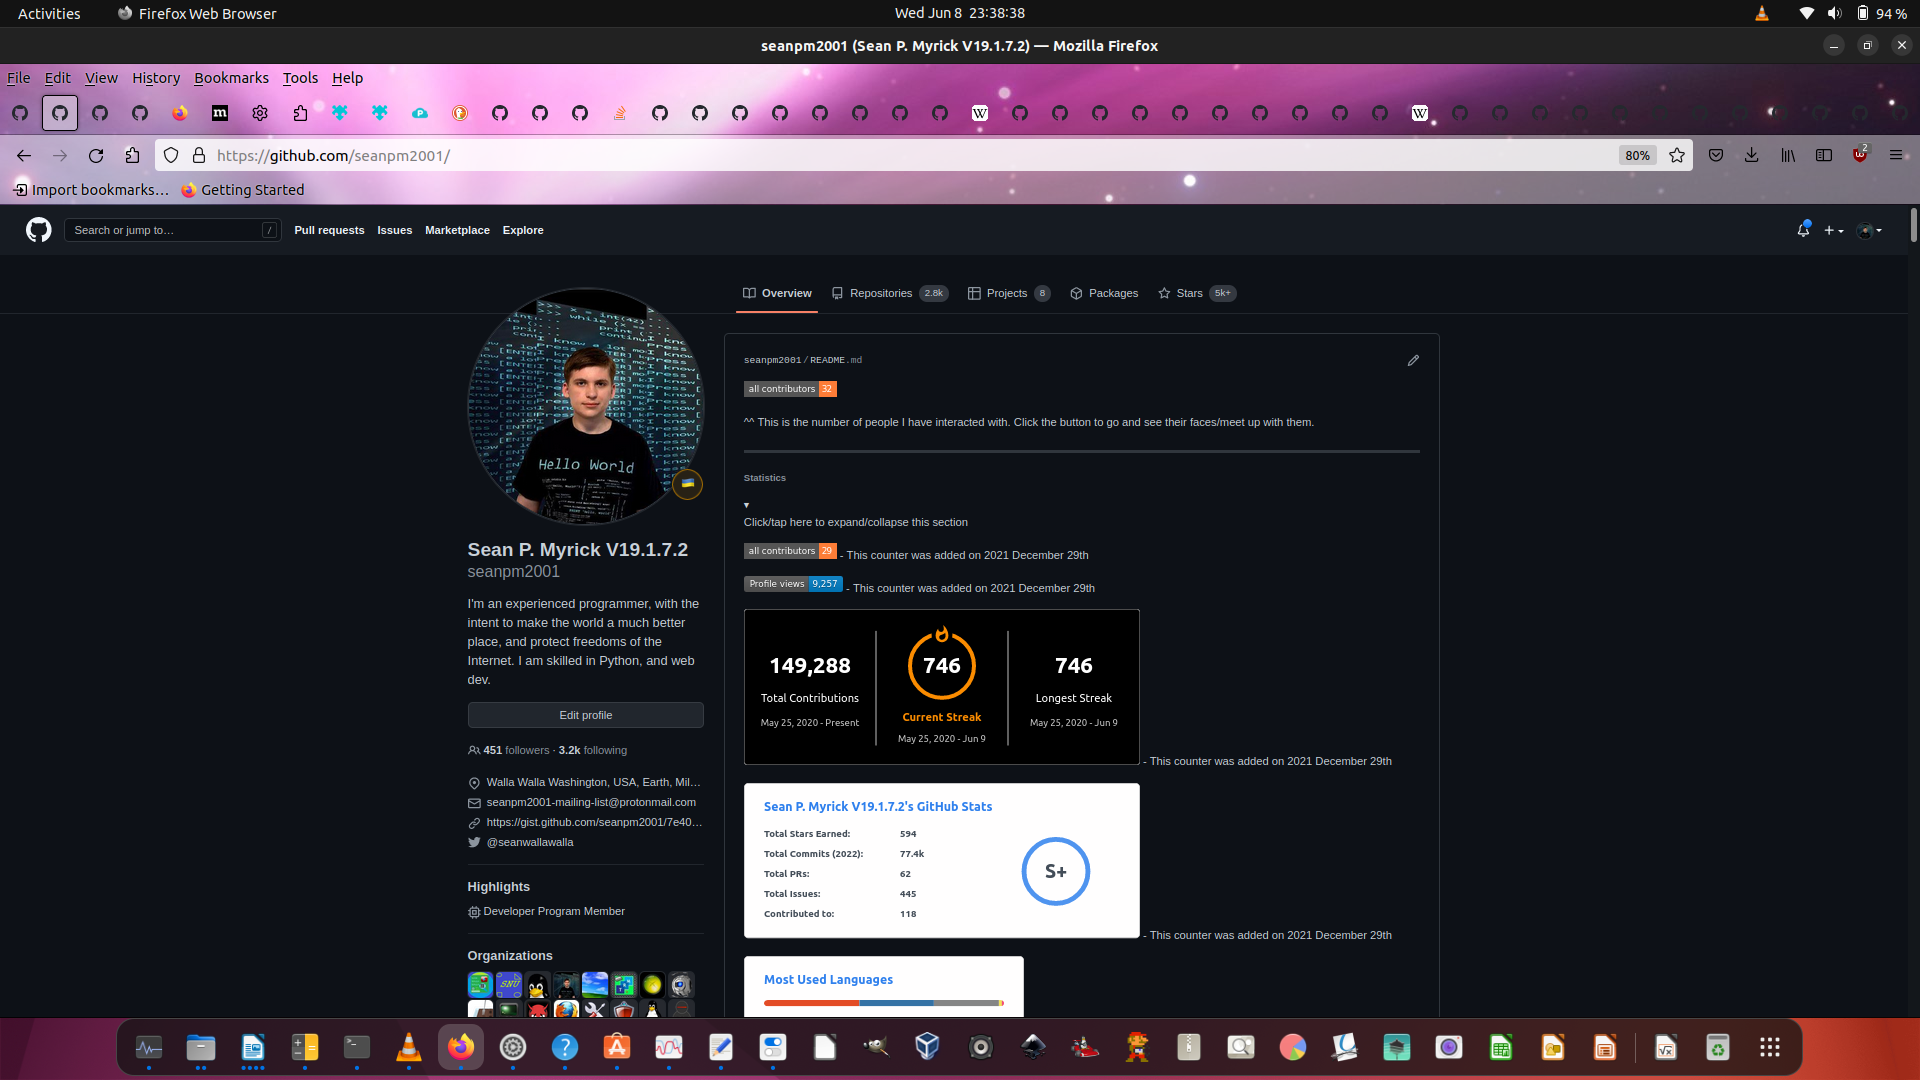 Activities
Firefox Web Browser
Wed Jun 8 23:38:38
94 %
seanpm2001 (Sean P. Myrick V19.1.7.2) — Mozilla Firefox
File Edit View History Bookmarks Tools Help
https://github.com/seanpm2001/
80%
2
Import bookmarks…
Getting Started
Search or jump to…
/
Pull requests
Issues
Marketplace
Explore
Overview
Repositories 2.8k
Projects 8
Packages
Stars 5k+
Hello World
Sean P. Myrick V19.1.7.2
seanpm2001
I'm an experienced programmer, with the
intent to make the world a much better
place, and protect freedoms of the
Internet. I am skilled in Python, and web
dev.
Edit profile
451 followers · 3.2k following
Walla Walla Washington, USA, Earth, Mil…
seanpm2001-mailing-list@protonmail.com
https://gist.github.com/seanpm2001/7e40…
@seanwallawalla
Highlights
Developer Program Member
Organizations
SNU
seanpm2001/README.md
all contributors 32
^^ This is the number of people I have interacted with. Click the button to go and see their faces/meet up with them.
Statistics
▾
Click/tap here to expand/collapse this section
all contributors 29 - This counter was added on 2021 December 29th
Profile views 9,257 - This counter was added on 2021 December 29th
149,288
Total Contributions
May 25, 2020 - Present
746
Current Streak
May 25, 2020 - Jun 9
746
Longest Streak
May 25, 2020 - Jun 9
- This counter was added on 2021 December 29th
Sean P. Myrick V19.1.7.2's GitHub Stats
Total Stars Earned: 594
Total Commits (2022): 77.4k
Total PRs: 62
Total Issues: 445
Contributed to: 118
S+
- This counter was added on 2021 December 29th
Most Used Languages